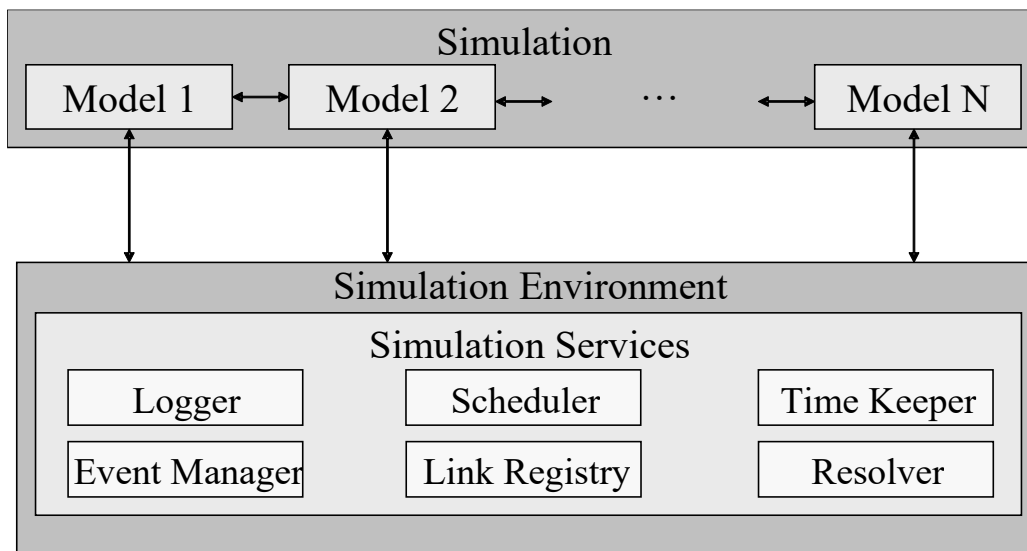 Simulation
Model 1
Model 2
...
Model N
Simulation Environment
Simulation Services
Logger
Scheduler
Time Keeper
Event Manager
Link Registry
Resolver